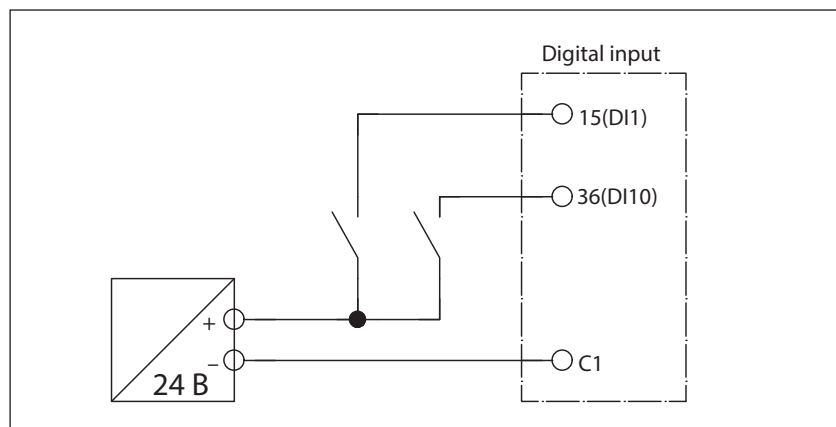 Digital input
15(DI1)
36(DI10)
+
–
C1
24 В